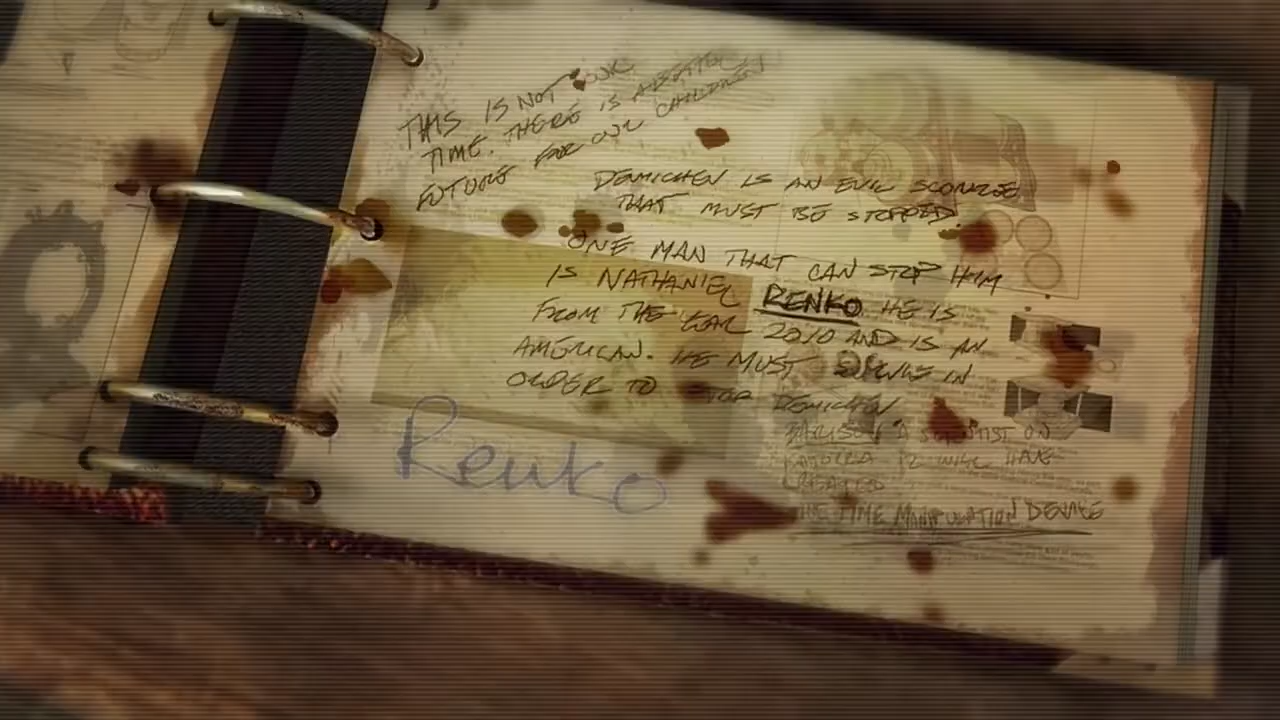 THIS IS NOT OUR
TIME. THERE IS A BETTER
FUTURE FOR OUR CHILDREN
DEMICHEV IS AN EVIL SCOURGE
THAT MUST BE STOPPED.
ONE MAN THAT CAN STOP HIM
IS NATHANIEL RENKO HE IS
FROM THE YEAR 2010 AND IS AN
AMERICAN. HE MUST SURVIVE IN
ORDER TO STOP DEMICHEV
BARISOV A SCIENTIST ON
KATORGA 12 WILL HAVE
CREATED
THE TIME MANIPULATION DEVICE
Renko